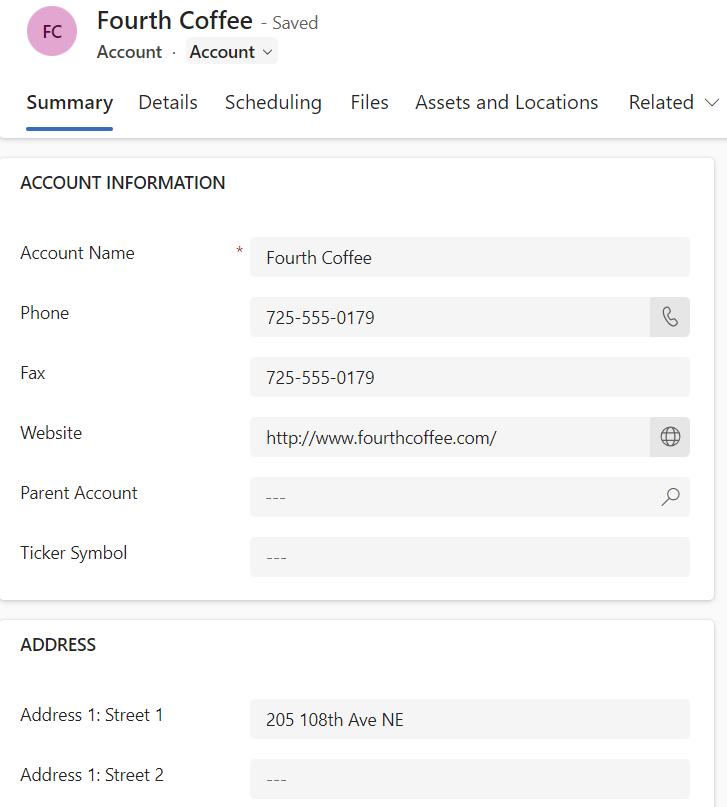 FC
Fourth Coffee - Saved
Account · Account
Summary Details Scheduling Files Assets and Locations Related
ACCOUNT INFORMATION
Account Name * Fourth Coffee
Phone 725-555-0179
Fax 725-555-0179
Website http://www.fourthcoffee.com/
Parent Account ---
Ticker Symbol ---
ADDRESS
Address 1: Street 1 205 108th Ave NE
Address 1: Street 2 ---